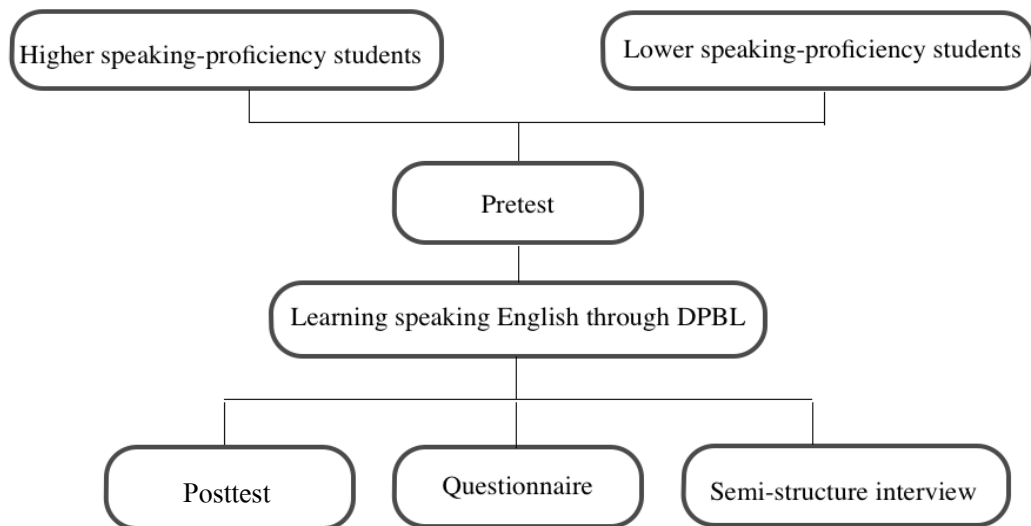 Higher speaking-proficiency students
Lower speaking-proficiency students
Pretest
Learning speaking English through DPBL
Posttest
Questionnaire
Semi-structure interview